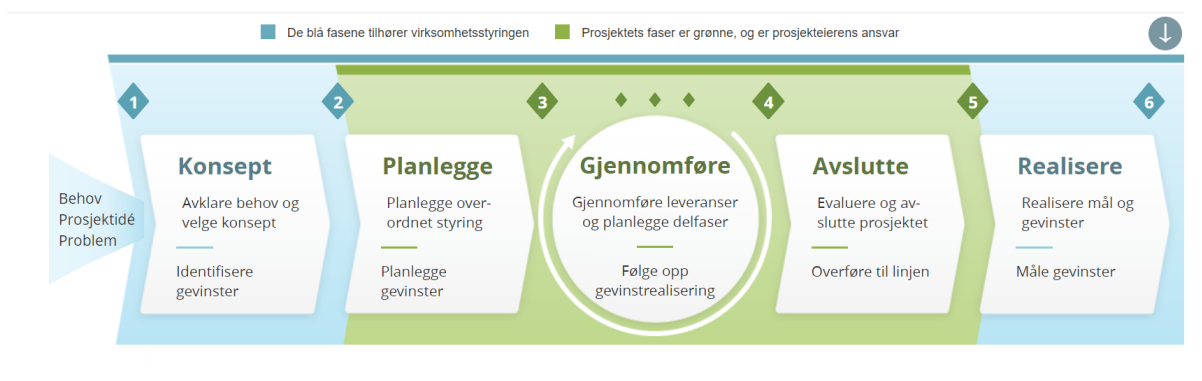 De blå fasene tilhører virksomhetsstyringen
Prosjektets faser er grønne, og er prosjekteierens ansvar
1
2
3
4
5
6
Behov
Prosjektidé
Problem
Konsept
Avklare behov og
velge konsept
Identifisere
gevinster
Planlegge
Planlegge over-
ordnet styring
Planlegge
gevinster
Gjennomføre
Gjennomføre leveranser
og planlegge delfaser
Følge opp
gevinstrealisering
Avslutte
Evaluere og av-
slutte prosjektet
Overføre til linjen
Realisere
Realisere mål og
gevinster
Måle gevinster